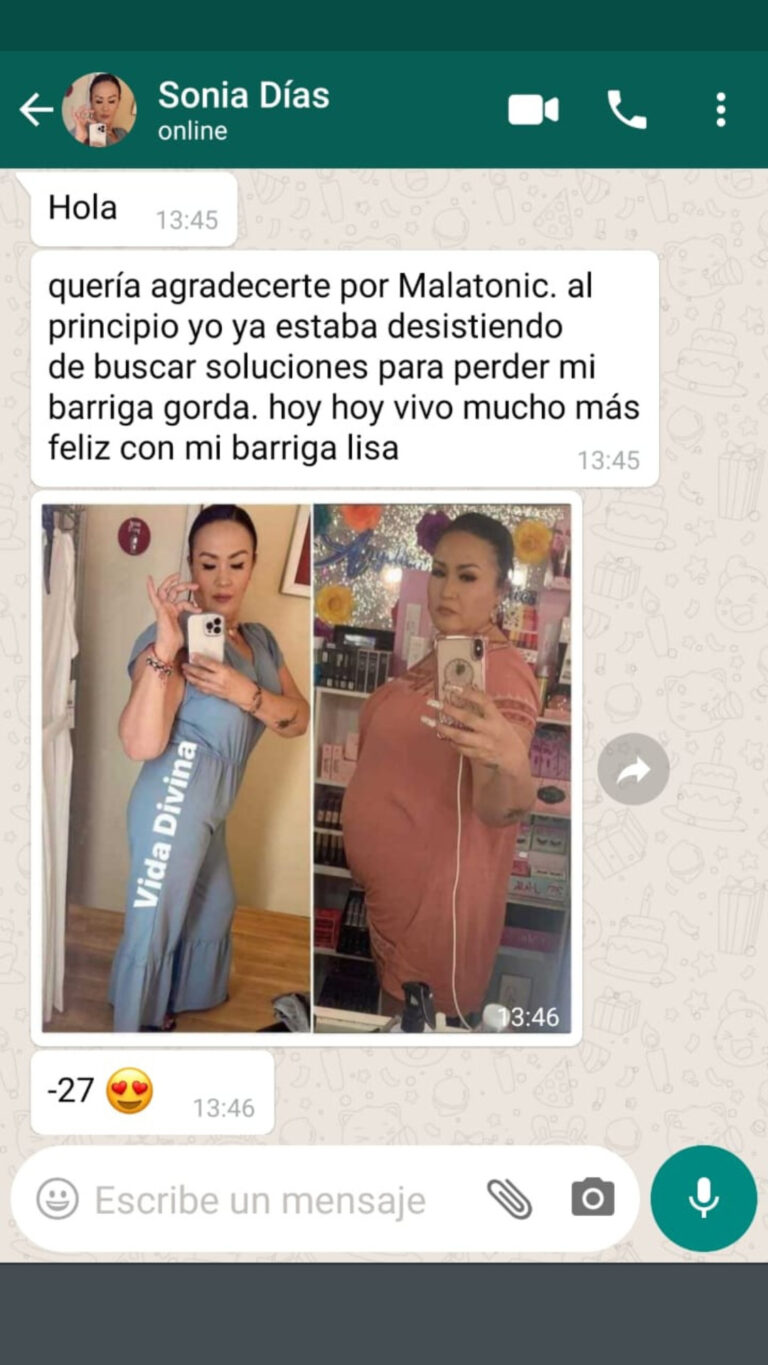 Sonia Días
online
Hola 13:45
quería agradecerte por Malatonic. al
principio yo ya estaba desistiendo
de buscar soluciones para perder mi
barriga gorda. hoy hoy vivo mucho más
feliz con mi barriga lisa 13:45
Vida Divina
13:46
-27 😍 13:46
Escribe un mensaje